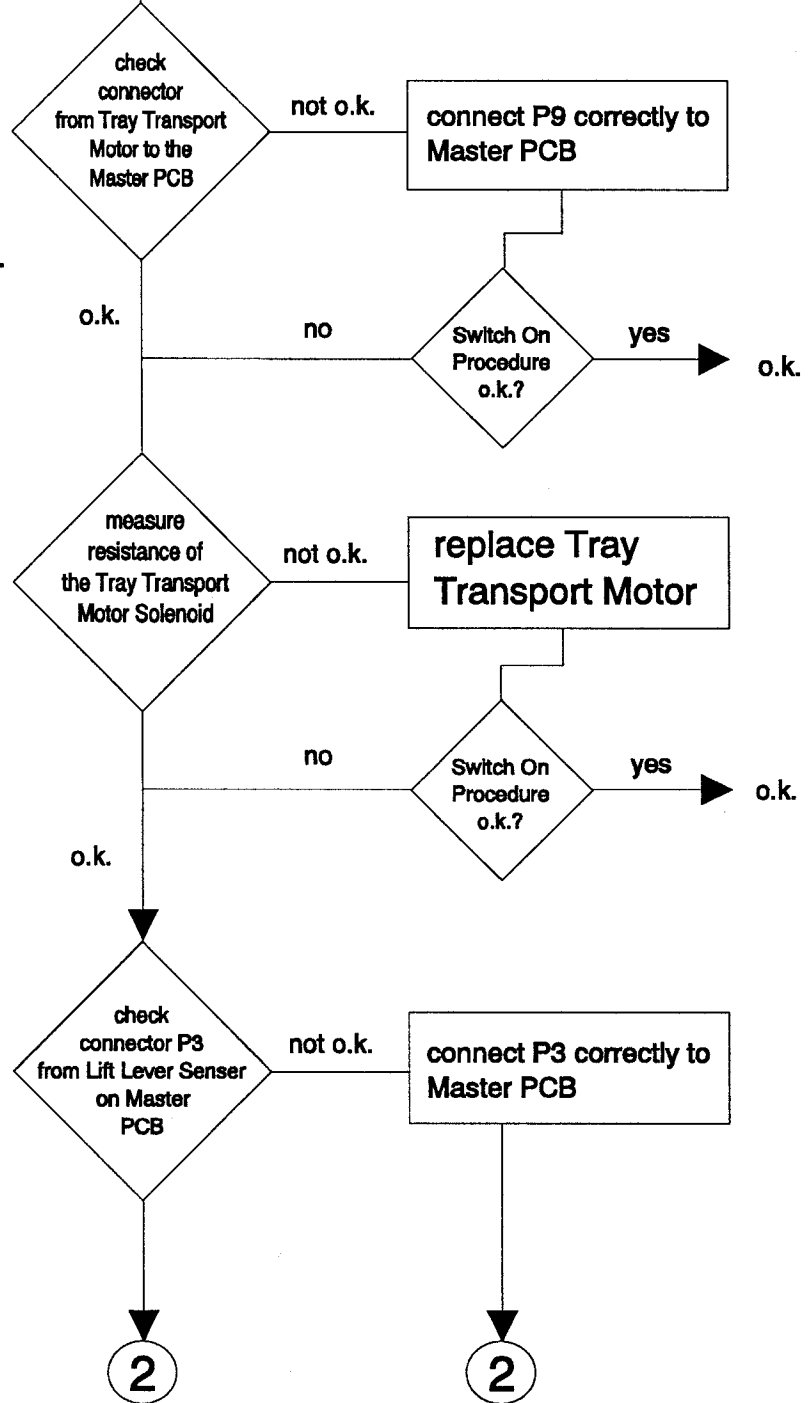 check
connector
from Tray Transport
Motor to the
Master PCB
not o.k.
connect P9 correctly to
Master PCB
o.k.
no
Switch On
Procedure
o.k.?
yes
o.k.
measure
resistance of
the Tray Transport
Motor Solenoid
not o.k.
replace Tray
Transport Motor
no
Switch On
Procedure
o.k.?
yes
o.k.
o.k.
check
connector P3
from Lift Lever Senser
on Master
PCB
not o.k.
connect P3 correctly to
Master PCB
2
2